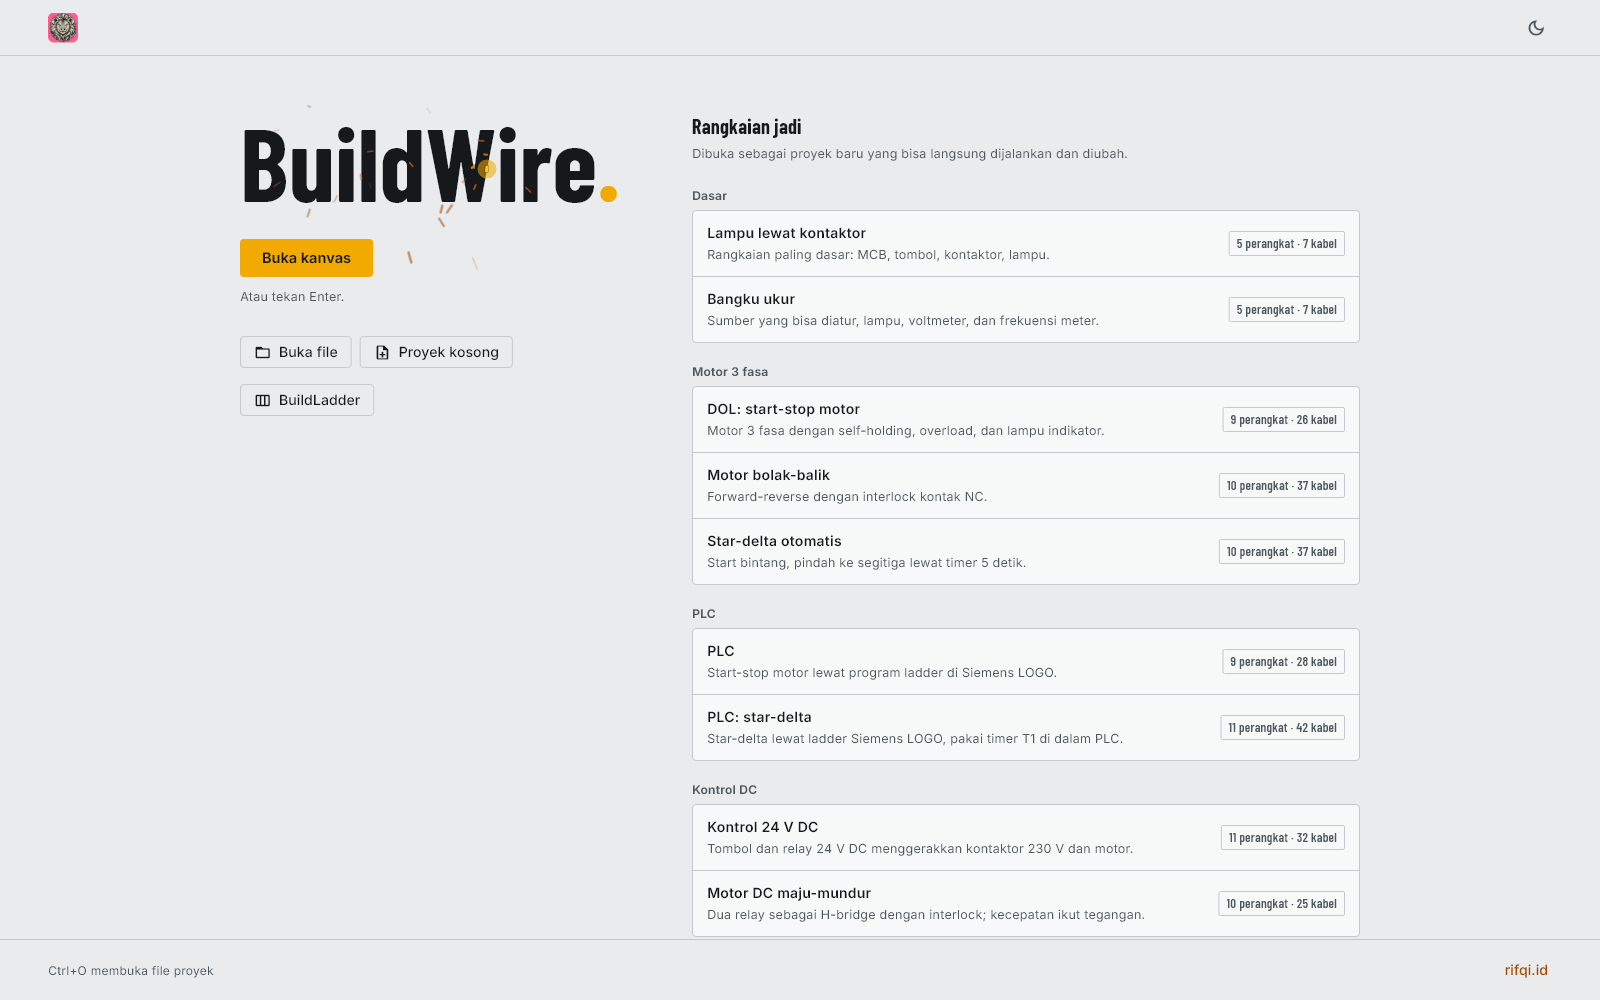 BuildWire.
Buka kanvas
Atau tekan Enter.
Buka file
Proyek kosong
BuildLadder
Rangkaian jadi
Dibuka sebagai proyek baru yang bisa langsung dijalankan dan diubah.
Dasar
Lampu lewat kontaktor
Rangkaian paling dasar: MCB, tombol, kontaktor, lampu.
5 perangkat · 7 kabel
Bangku ukur
Sumber yang bisa diatur, lampu, voltmeter, dan frekuensi meter.
5 perangkat · 7 kabel
Motor 3 fasa
DOL: start-stop motor
Motor 3 fasa dengan self-holding, overload, dan lampu indikator.
9 perangkat · 26 kabel
Motor bolak-balik
Forward-reverse dengan interlock kontak NC.
10 perangkat · 37 kabel
Star-delta otomatis
Start bintang, pindah ke segitiga lewat timer 5 detik.
10 perangkat · 37 kabel
PLC
PLC
Start-stop motor lewat program ladder di Siemens LOGO.
9 perangkat · 28 kabel
PLC: star-delta
Star-delta lewat ladder Siemens LOGO, pakai timer T1 di dalam PLC.
11 perangkat · 42 kabel
Kontrol DC
Kontrol 24 V DC
Tombol dan relay 24 V DC menggerakkan kontaktor 230 V dan motor.
11 perangkat · 32 kabel
Motor DC maju-mundur
Dua relay sebagai H-bridge dengan interlock; kecepatan ikut tegangan.
10 perangkat · 25 kabel
Ctrl+O membuka file proyek
rifqi.id